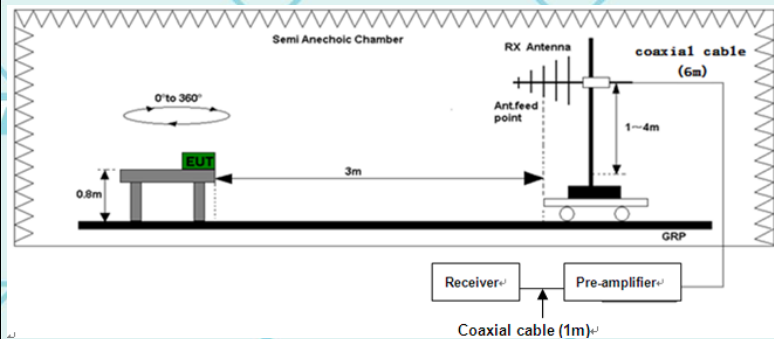 Semi Anechoic Chamber
RX Antenna
coaxial cable
(6m)
0°to 360°
Ant.feed
point
1～4m
EUT
3m
0.8m
GRP
Receiver↵
Pre-amplifier↵
Coaxial cable (1m)↵
↵